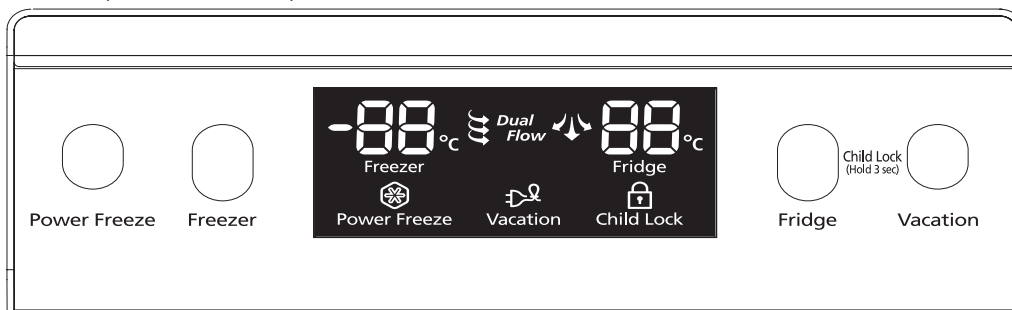 -88°C
Dual
Flow
88°C
Freezer
Fridge
Power Freeze
Vacation
Child Lock
Power Freeze
Freezer
Child Lock
(Hold 3 sec)
Fridge
Vacation